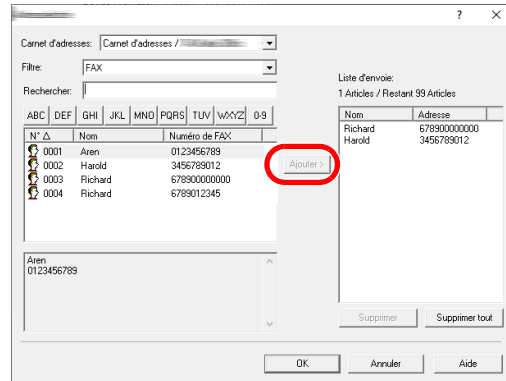 ?
Carnet d'adresses: Carnet d'adresses /
Filtre: FAX
Rechercher:
ABC DEF GHI JKL MNO PQRS TUV WXYZ 0-9
N° Nom Numéro de FAX
0001 Aren 0123456789
0002 Harold 3456789012
0003 Richard 678900000000
0004 Richard 6789012345
Aren
0123456789
Ajouter >
Liste d'envoie:
1 Articles / Restant 99 Articles
Nom Adresse
Richard 678900000000
Harold 3456789012
Supprimer Supprimer tout
OK Annuler Aide